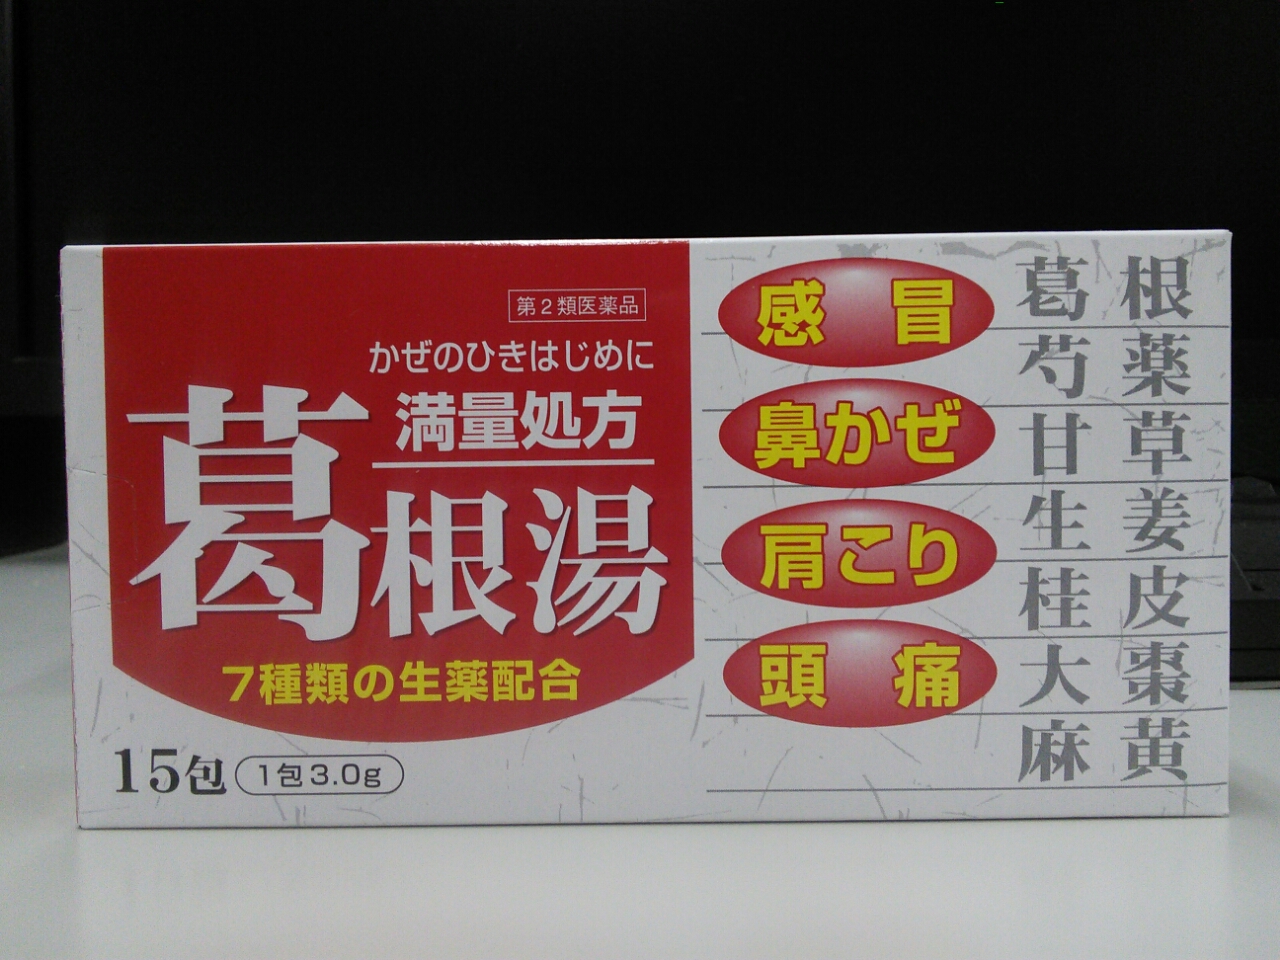 第2類医薬品
かぜのひきはじめに
満量処方
葛根湯
7種類の生薬配合
15包 1包3.0g
感冒
鼻かぜ
肩こり
頭痛
葛根
芍薬
甘草
生姜
桂皮
大棗
麻黄